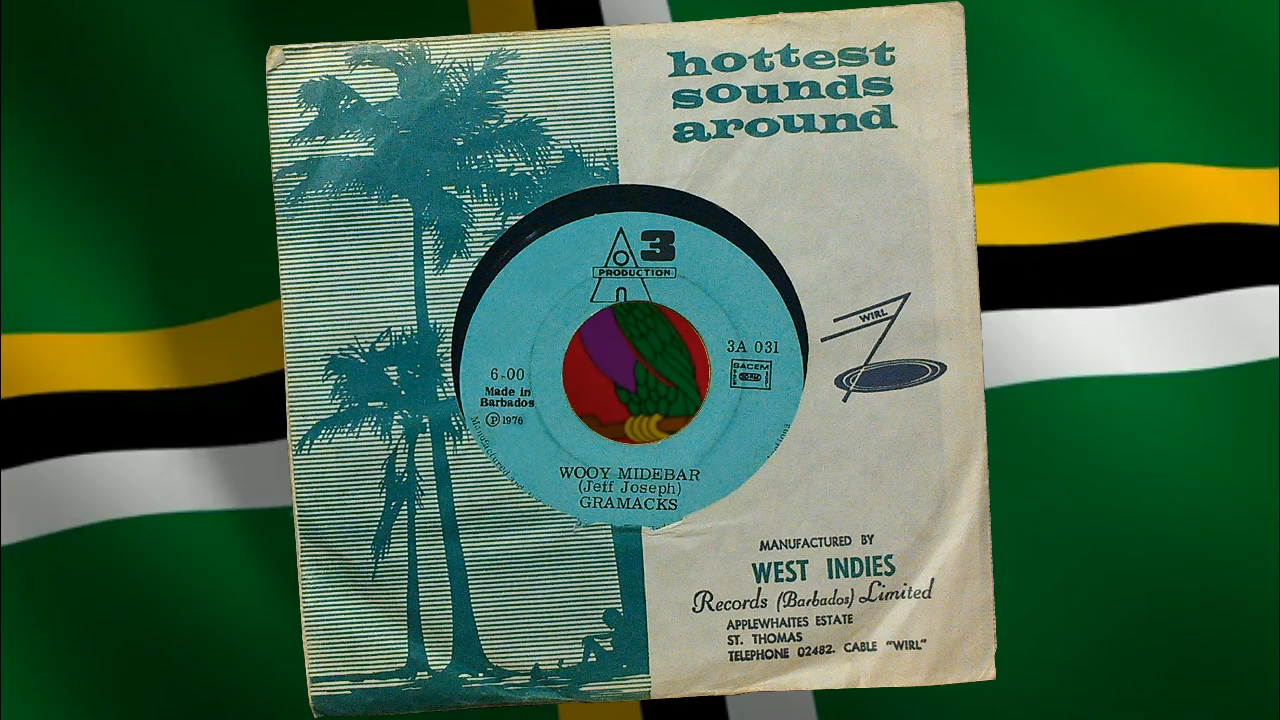 hottest
sounds
around
3
PRODUCTION
WIRL
3A 031
SACEM
6.00
Made in
Barbados
Ⓟ 1976
Manufactured
WOOY MIDEBAR
(Jeff Joseph)
GRAMACKS
MANUFACTURED BY
WEST INDIES
Records (Barbados) Limited
APPLEWHAITES ESTATE
ST. THOMAS
TELEPHONE 02482. CABLE "WIRL"